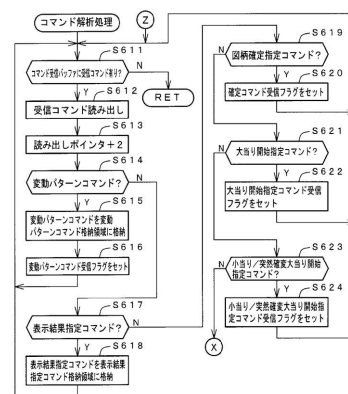 コマンド解析処理
Z
S611
コマンド受信バッファに受信コマンド有り？
N
RET
Y
S612
受信コマンド読み出し
S613
読み出しポインタ+2
S614
変動パターンコマンド？
N
Y
S615
変動パターンコマンドを変動
パターンコマンド格納領域に格納
S616
変動パターンコマンド受信フラグをセット
S617
表示結果指定コマンド？
N
Y
S618
表示結果指定コマンドを表示結果
指定コマンド格納領域に格納
S619
図柄確定指定コマンド？
N
Y
S620
確定コマンド受信フラグをセット
S621
大当り開始指定コマンド？
N
Y
S622
大当り開始指定コマンド受信
フラグをセット
S623
小当り／突然確変大当り開始
指定コマンド？
N
Y
S624
小当り／突然確変大当り開始指
定コマンド受信フラグをセット
X